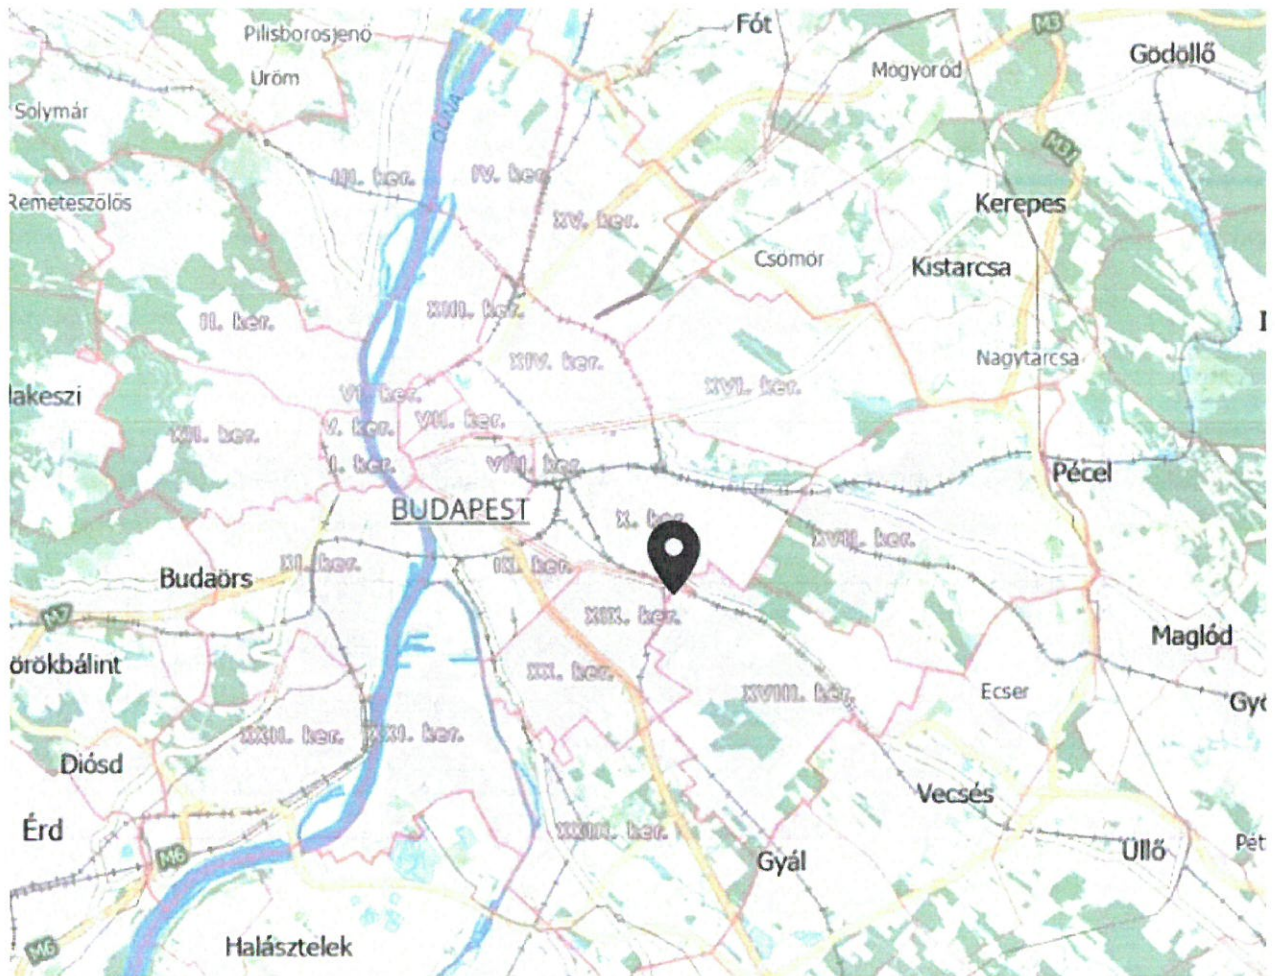 Pilisborosjenő
Fót
M3
Gödöllő
Üröm
Mogyoród
Solymár
DUNA
M31
III. ker.
IV. ker.
Remeteszőlős
Kerepes
XV. ker.
Csömör
Kistarcsa
XIII. ker.
II. ker.
Nagytarcsa
XIV. ker.
XVI. ker.
lakeszi
VI. ker.
VII. ker.
V. ker.
XII. ker.
I. ker.
VIII. ker.
Pécel
BUDAPEST
X. ker.
XVII. ker.
XI. ker.
IX. ker.
Budaörs
M7
XIX. ker.
Maglód
örökbálint
XX. ker.
XVIII. ker.
Ecser
XXII. ker.
XXI. ker.
Diósd
Vecsés
Érd
XXIII. ker.
M6
Gyál
Üllő
M6
Halásztelek